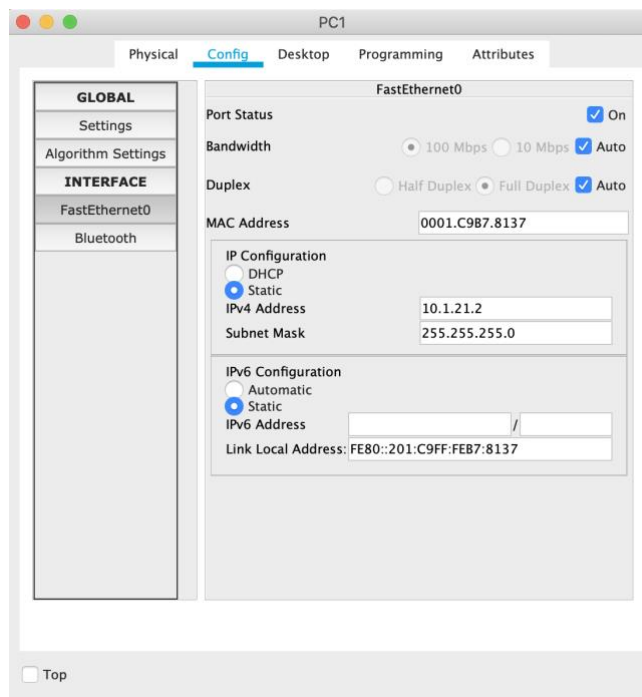 PC1
Physical Config Desktop Programming Attributes
GLOBAL
Settings
Algorithm Settings
INTERFACE
FastEthernet0
Bluetooth
FastEthernet0
Port Status On
Bandwidth 100 Mbps 10 Mbps Auto
Duplex Half Duplex Full Duplex Auto
MAC Address 0001.C9B7.8137
IP Configuration
DHCP
Static
IPv4 Address 10.1.21.2
Subnet Mask 255.255.255.0
IPv6 Configuration
Automatic
Static
IPv6 Address /
Link Local Address: FE80::201:C9FF:FEB7:8137
Top